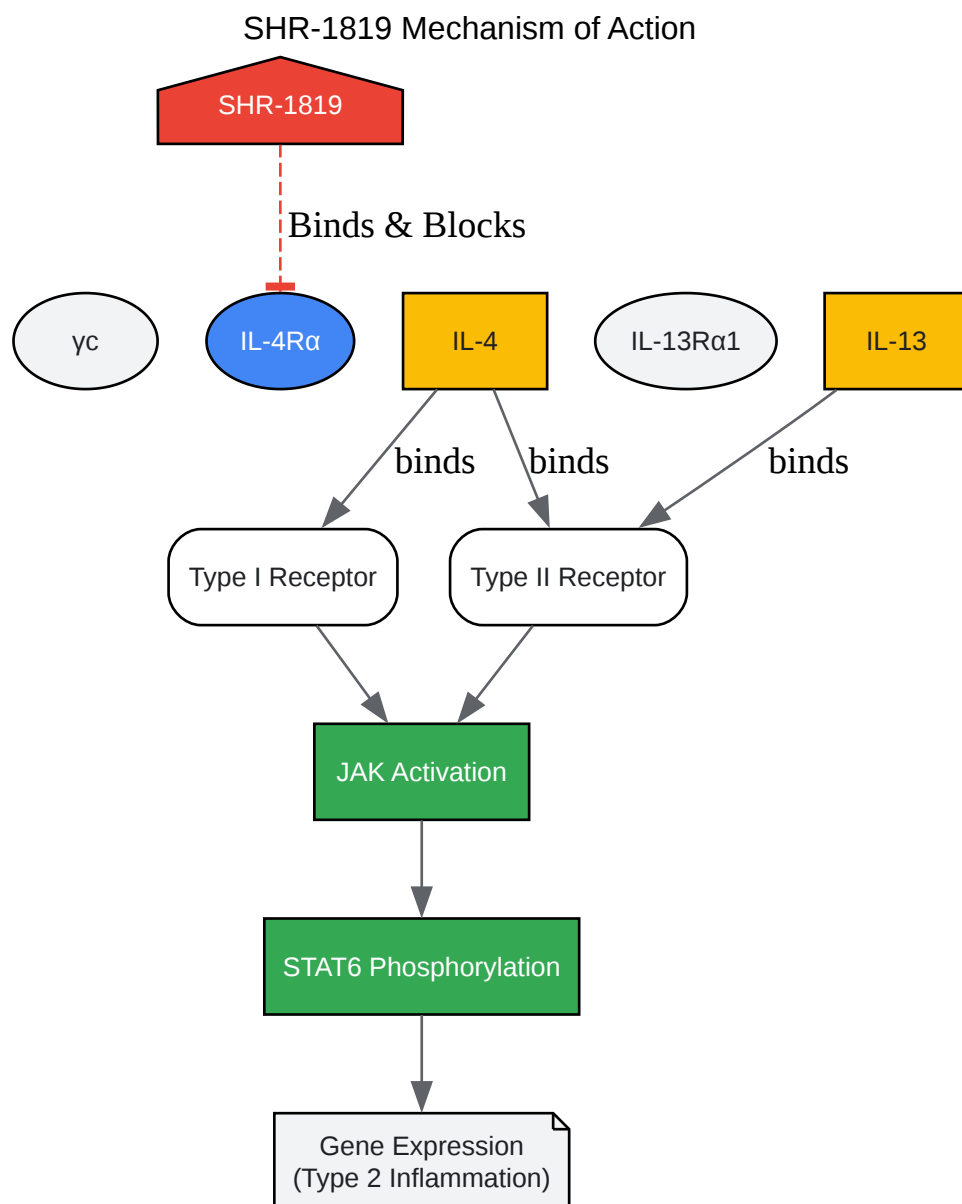 SHR-1819 Mechanism of Action
SHR-1819
Binds & Blocks
γc
IL-4Rα
IL-4
IL-13Rα1
IL-13
binds
binds
binds
Type I Receptor
Type II Receptor
JAK Activation
STAT6 Phosphorylation
Gene Expression
(Type 2 Inflammation)